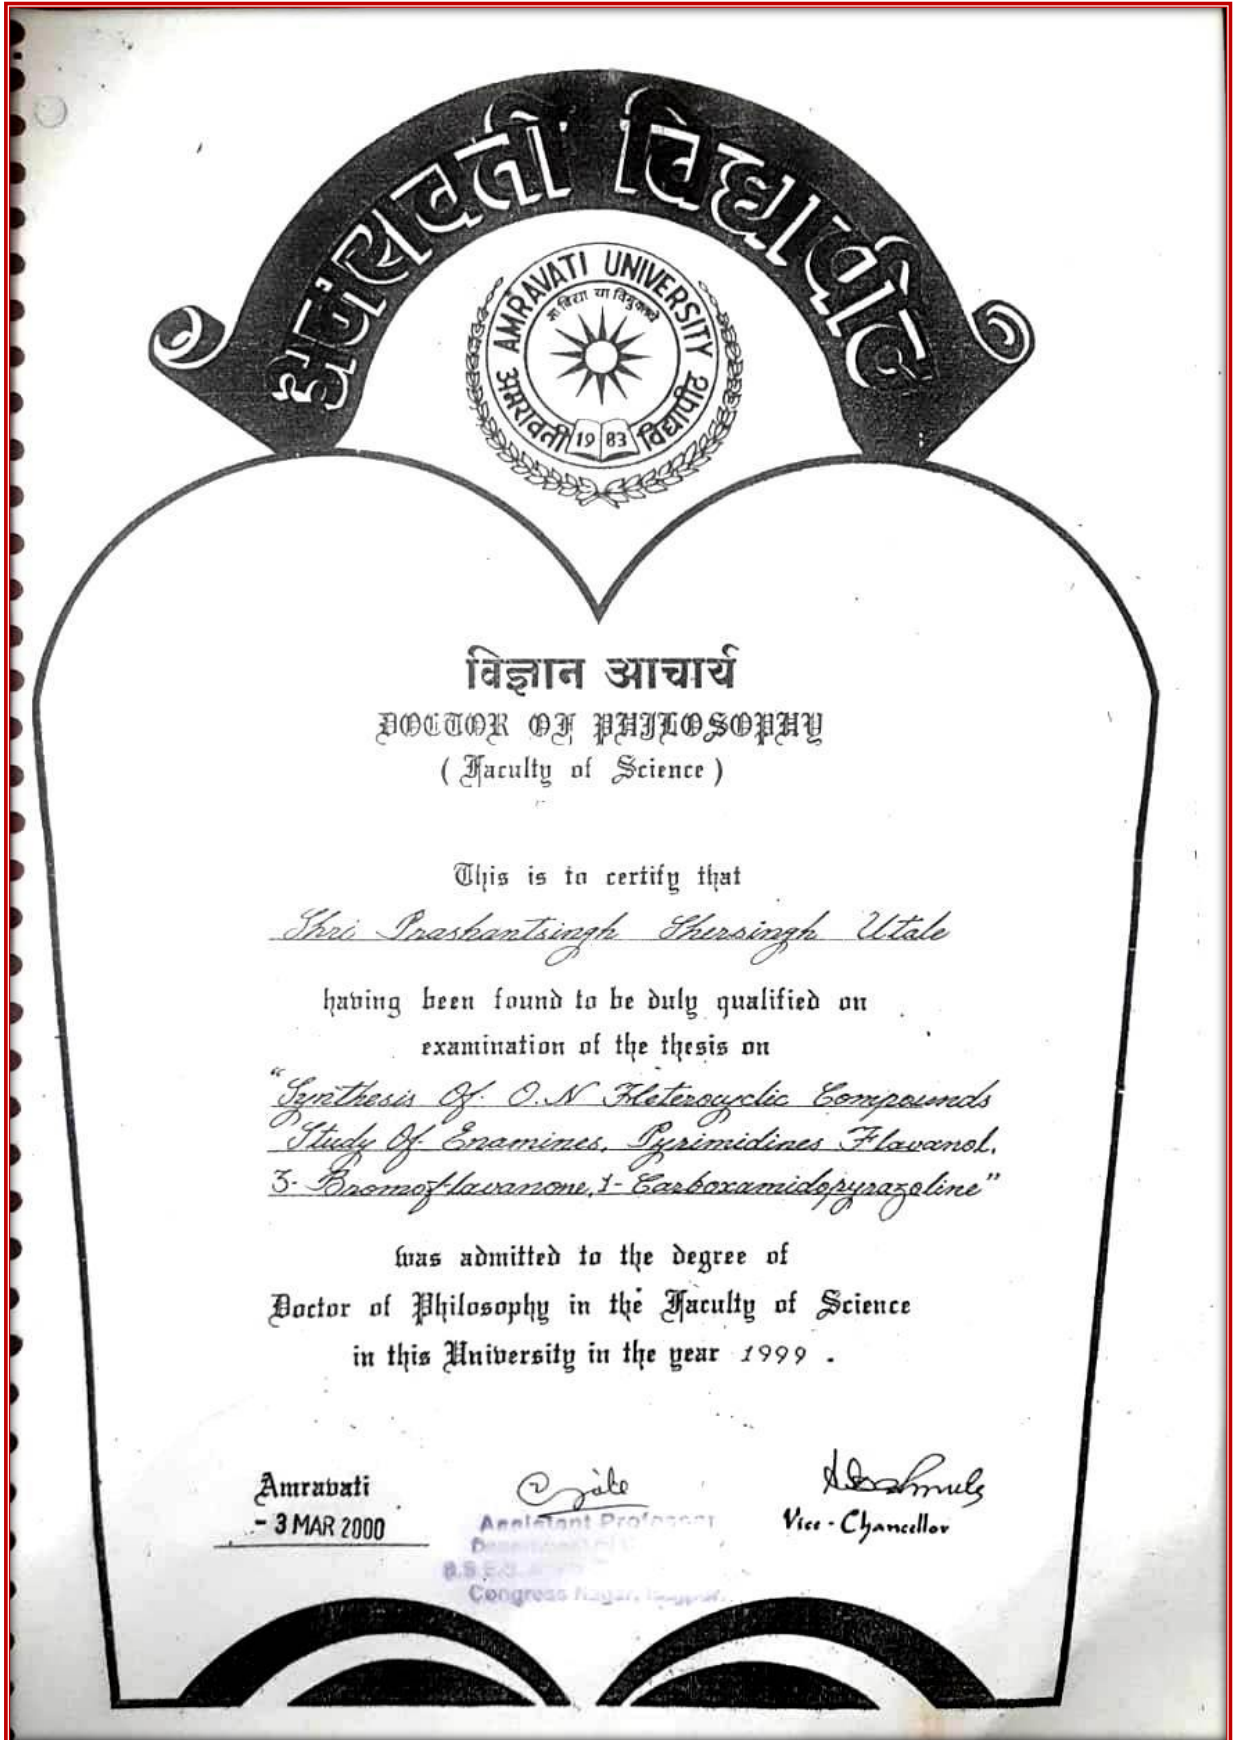 अमरावती विद्यापीठ
AMRAVATI UNIVERSITY
सा विद्या या विमुक्तये
अमरावती विद्यापीठ
19 83
विज्ञान आचार्य
DOCTOR OF PHILOSOPHY
( Faculty of Science )
This is to certify that
Shri Prashantsingh Shersingh Utale
having been found to be duly qualified on
examination of the thesis on
"Synthesis Of O.N Heterocyclic Compounds
Study Of Enamines, Pyrimidines Flavanol,
3- Bromoflavanone, 1- Carboxamidopyrazoline"
was admitted to the degree of
Doctor of Philosophy in the Faculty of Science
in this University in the year 1999 .
Amravati
- 3 MAR 2000
Vice - Chancellor
Assistant Professor
Congress Nagar, Nagpur.